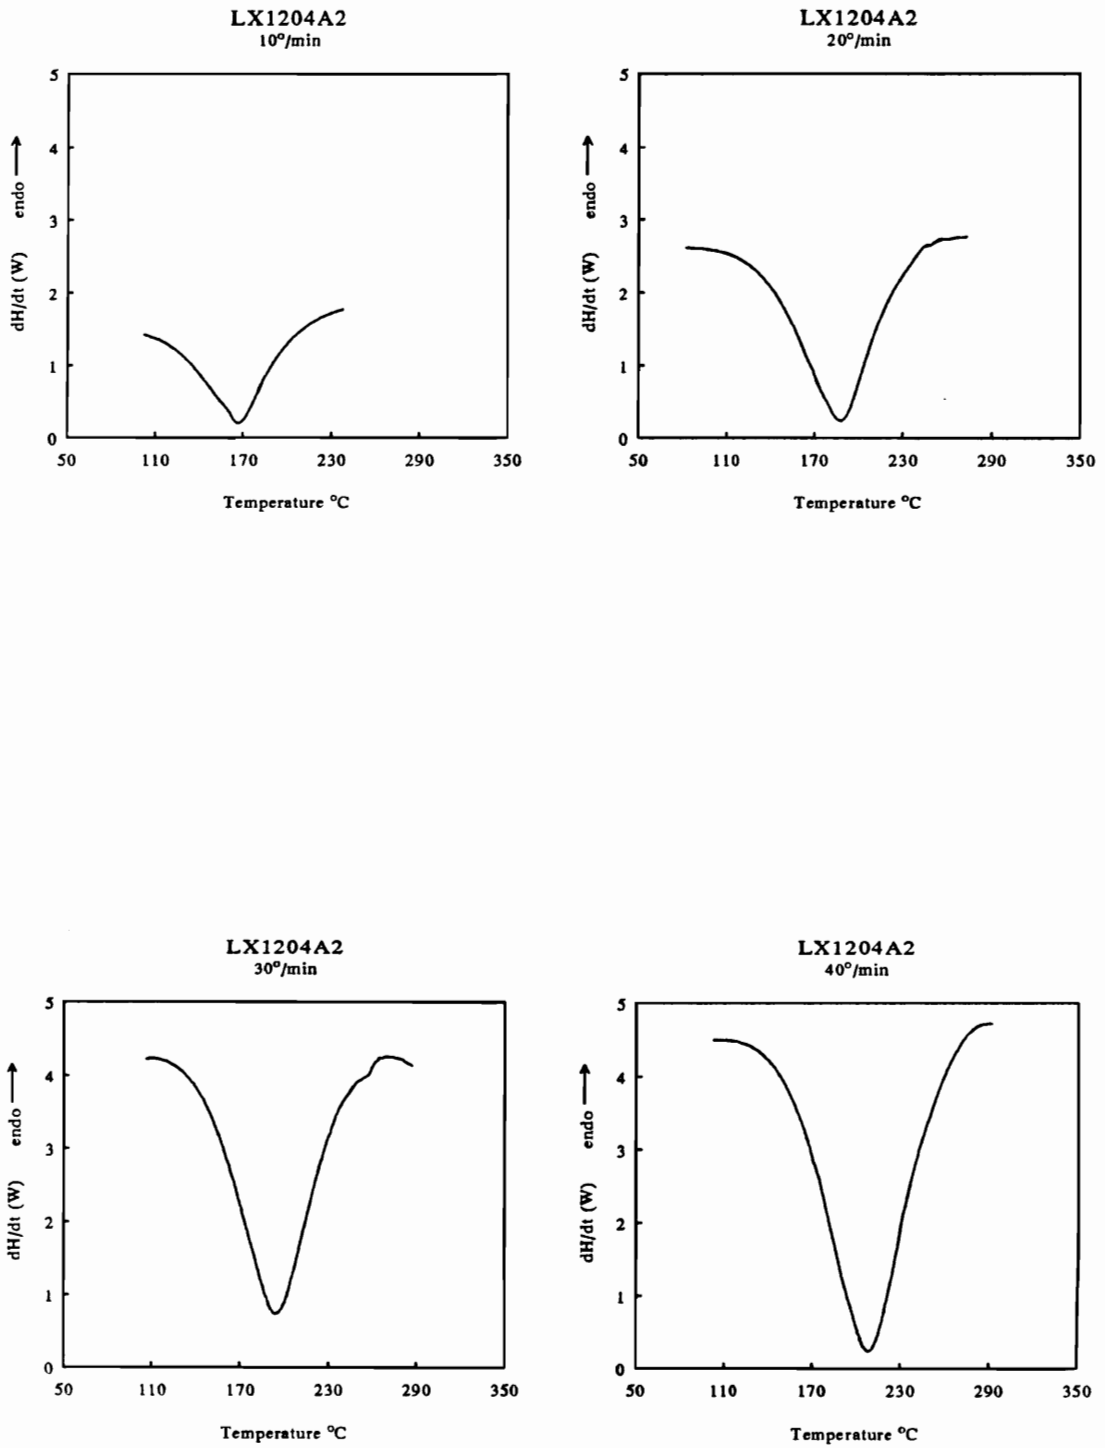 LX1204A2
10°/min
5
4
3
2
1
0
50 110 170 230 290 350
dH/dt (W) endo
Temperature °C
LX1204A2
20°/min
5
4
3
2
1
0
50 110 170 230 290 350
dH/dt (W) endo
Temperature °C
LX1204A2
30°/min
5
4
3
2
1
0
50 110 170 230 290 350
dH/dt (W) endo
Temperature °C
LX1204A2
40°/min
5
4
3
2
1
0
50 110 170 230 290 350
dH/dt (W) endo
Temperature °C